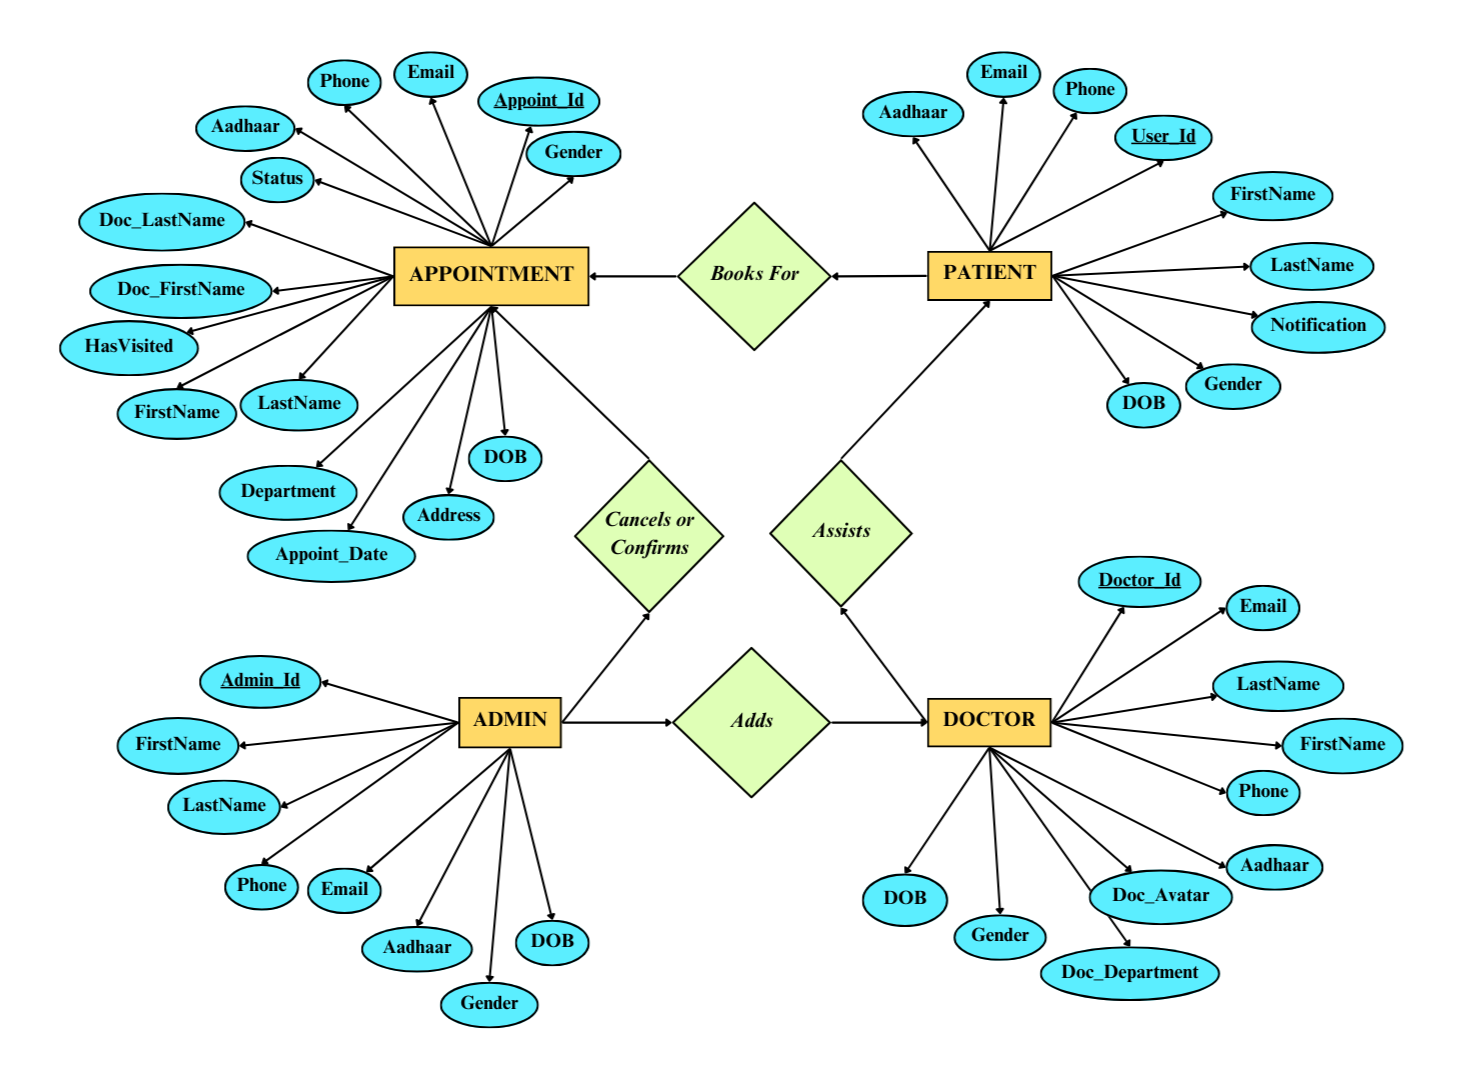 Email
Phone
Appoint_Id
Aadhaar
Gender
Status
Doc_LastName
APPOINTMENT
Doc_FirstName
HasVisited
FirstName
LastName
DOB
Department
Address
Appoint_Date
Books For
Email
Phone
Aadhaar
User_Id
FirstName
PATIENT
LastName
Notification
Gender
DOB
Cancels or
Confirms
Assists
Admin_Id
ADMIN
FirstName
LastName
Phone
Email
Aadhaar
DOB
Gender
Adds
Doctor_Id
Email
LastName
DOCTOR
FirstName
Phone
Aadhaar
DOB
Doc_Avatar
Gender
Doc_Department